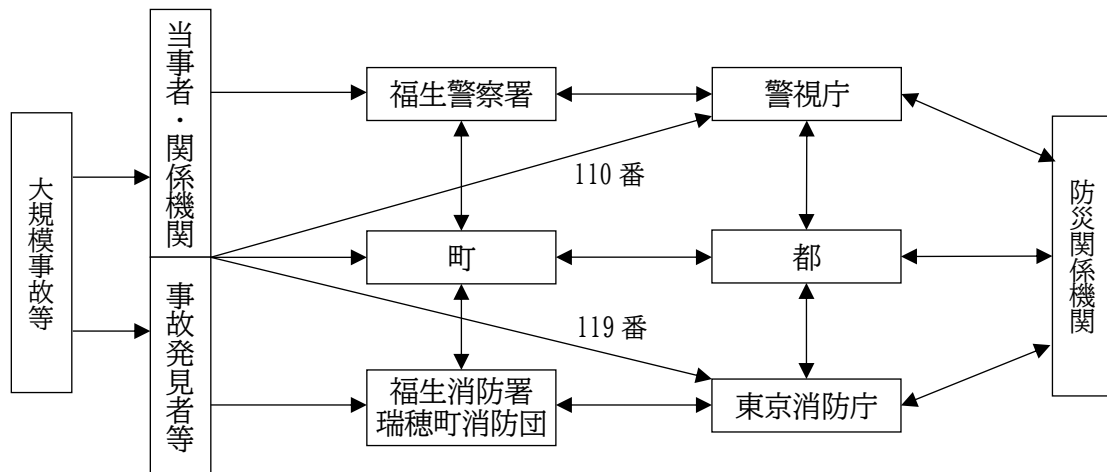 大規模事故等
当事者・関係機関
事故発見者等
福生警察署
警視庁
110 番
町
都
119 番
福生消防署
瑞穂町消防団
東京消防庁
防災関係機関